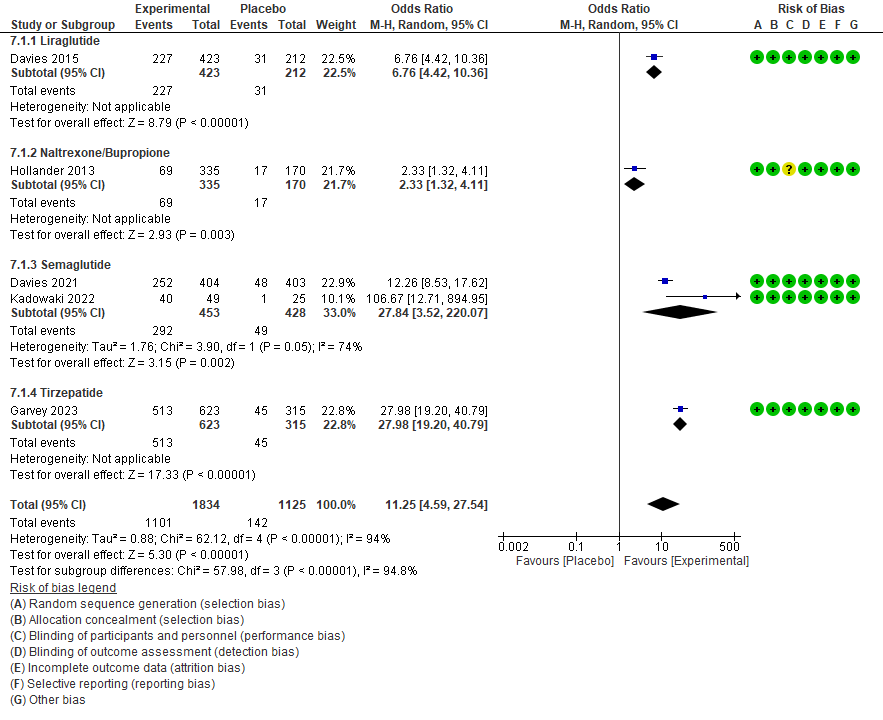 Experimental Placebo Odds Ratio Odds Ratio Risk of Bias
Study or Subgroup Events Total Events Total Weight M-H, Random, 95% CI M-H, Random, 95% CI A B C D E F G
7.1.1 Liraglutide
Davies 2015 227 423 31 212 22.5% 6.76 [4.42, 10.36] + + + + + + +
Subtotal (95% CI) 423 212 22.5% 6.76 [4.42, 10.36]
Total events 227 31
Heterogeneity: Not applicable
Test for overall effect: Z = 8.79 (P < 0.00001)
7.1.2 Naltrexone/Bupropione
Hollander 2013 69 335 17 170 21.7% 2.33 [1.32, 4.11] + + ? + + + +
Subtotal (95% CI) 335 170 21.7% 2.33 [1.32, 4.11]
Total events 69 17
Heterogeneity: Not applicable
Test for overall effect: Z = 2.93 (P = 0.003)
7.1.3 Semaglutide
Davies 2021 252 404 48 403 22.9% 12.26 [8.53, 17.62] + + + + + + +
Kadowaki 2022 40 49 1 25 10.1% 106.67 [12.71, 894.95] + + + + + + +
Subtotal (95% CI) 453 428 33.0% 27.84 [3.52, 220.07]
Total events 292 49
Heterogeneity: Tau² = 1.76; Chi² = 3.90, df = 1 (P = 0.05); I² = 74%
Test for overall effect: Z = 3.15 (P = 0.002)
7.1.4 Tirzepatide
Garvey 2023 513 623 45 315 22.8% 27.98 [19.20, 40.79] + + + + + + +
Subtotal (95% CI) 623 315 22.8% 27.98 [19.20, 40.79]
Total events 513 45
Heterogeneity: Not applicable
Test for overall effect: Z = 17.33 (P < 0.00001)
Total (95% CI) 1834 1125 100.0% 11.25 [4.59, 27.54]
Total events 1101 142
Heterogeneity: Tau² = 0.88; Chi² = 62.12, df = 4 (P < 0.00001); I² = 94%
Test for overall effect: Z = 5.30 (P < 0.00001)
Test for subgroup differences: Chi² = 57.98, df = 3 (P < 0.00001), I² = 94.8%
0.002 0.1 1 10 500
Favours [Placebo] Favours [Experimental]
Risk of bias legend
(A) Random sequence generation (selection bias)
(B) Allocation concealment (selection bias)
(C) Blinding of participants and personnel (performance bias)
(D) Blinding of outcome assessment (detection bias)
(E) Incomplete outcome data (attrition bias)
(F) Selective reporting (reporting bias)
(G) Other bias